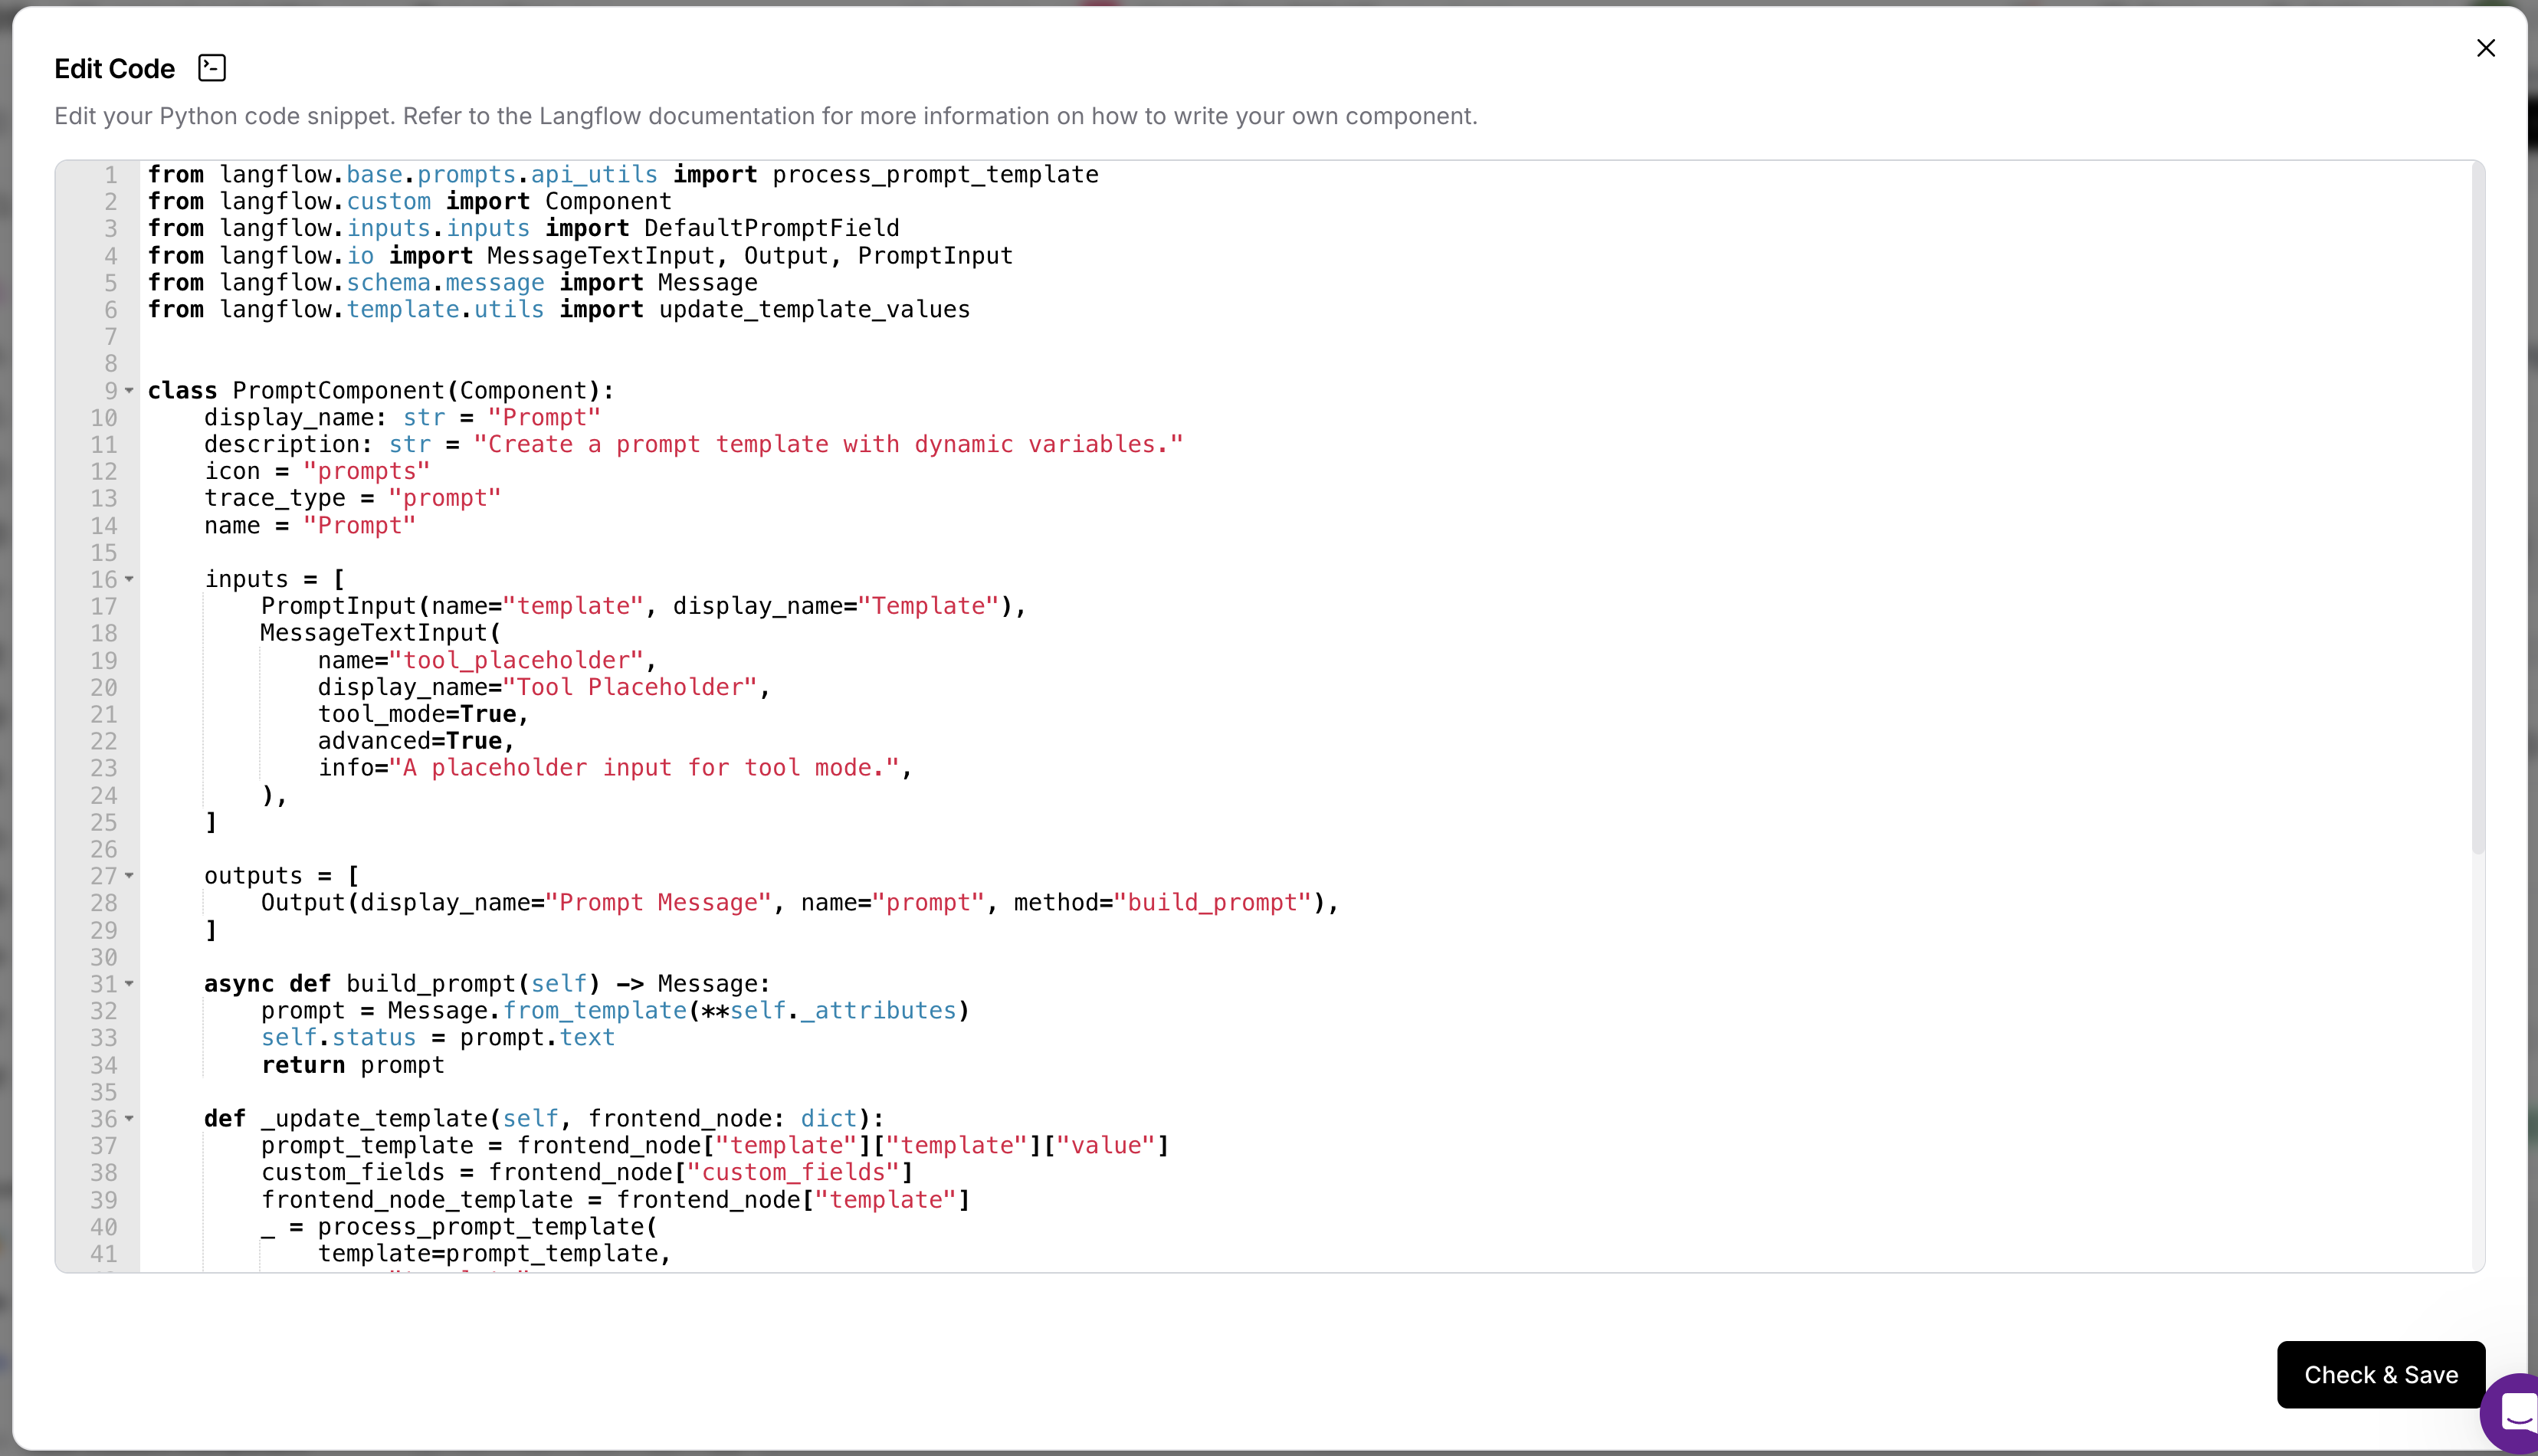 Edit Code
Edit your Python code snippet. Refer to the Langflow documentation for more information on how to write your own component.
1 from langflow.base.prompts.api_utils import process_prompt_template
2 from langflow.custom import Component
3 from langflow.inputs.inputs import DefaultPromptField
4 from langflow.io import MessageTextInput, Output, PromptInput
5 from langflow.schema.message import Message
6 from langflow.template.utils import update_template_values
7
8
9 class PromptComponent(Component):
10     display_name: str = "Prompt"
11     description: str = "Create a prompt template with dynamic variables."
12     icon = "prompts"
13     trace_type = "prompt"
14     name = "Prompt"
15
16     inputs = [
17         PromptInput(name="template", display_name="Template"),
18         MessageTextInput(
19             name="tool_placeholder",
20             display_name="Tool Placeholder",
21             tool_mode=True,
22             advanced=True,
23             info="A placeholder input for tool mode.",
24         ),
25     ]
26
27     outputs = [
28         Output(display_name="Prompt Message", name="prompt", method="build_prompt"),
29     ]
30
31     async def build_prompt(self) -> Message:
32         prompt = Message.from_template(**self._attributes)
33         self.status = prompt.text
34         return prompt
35
36     def _update_template(self, frontend_node: dict):
37         prompt_template = frontend_node["template"]["template"]["value"]
38         custom_fields = frontend_node["custom_fields"]
39         frontend_node_template = frontend_node["template"]
40         _ = process_prompt_template(
41             template=prompt_template,
Check & Save